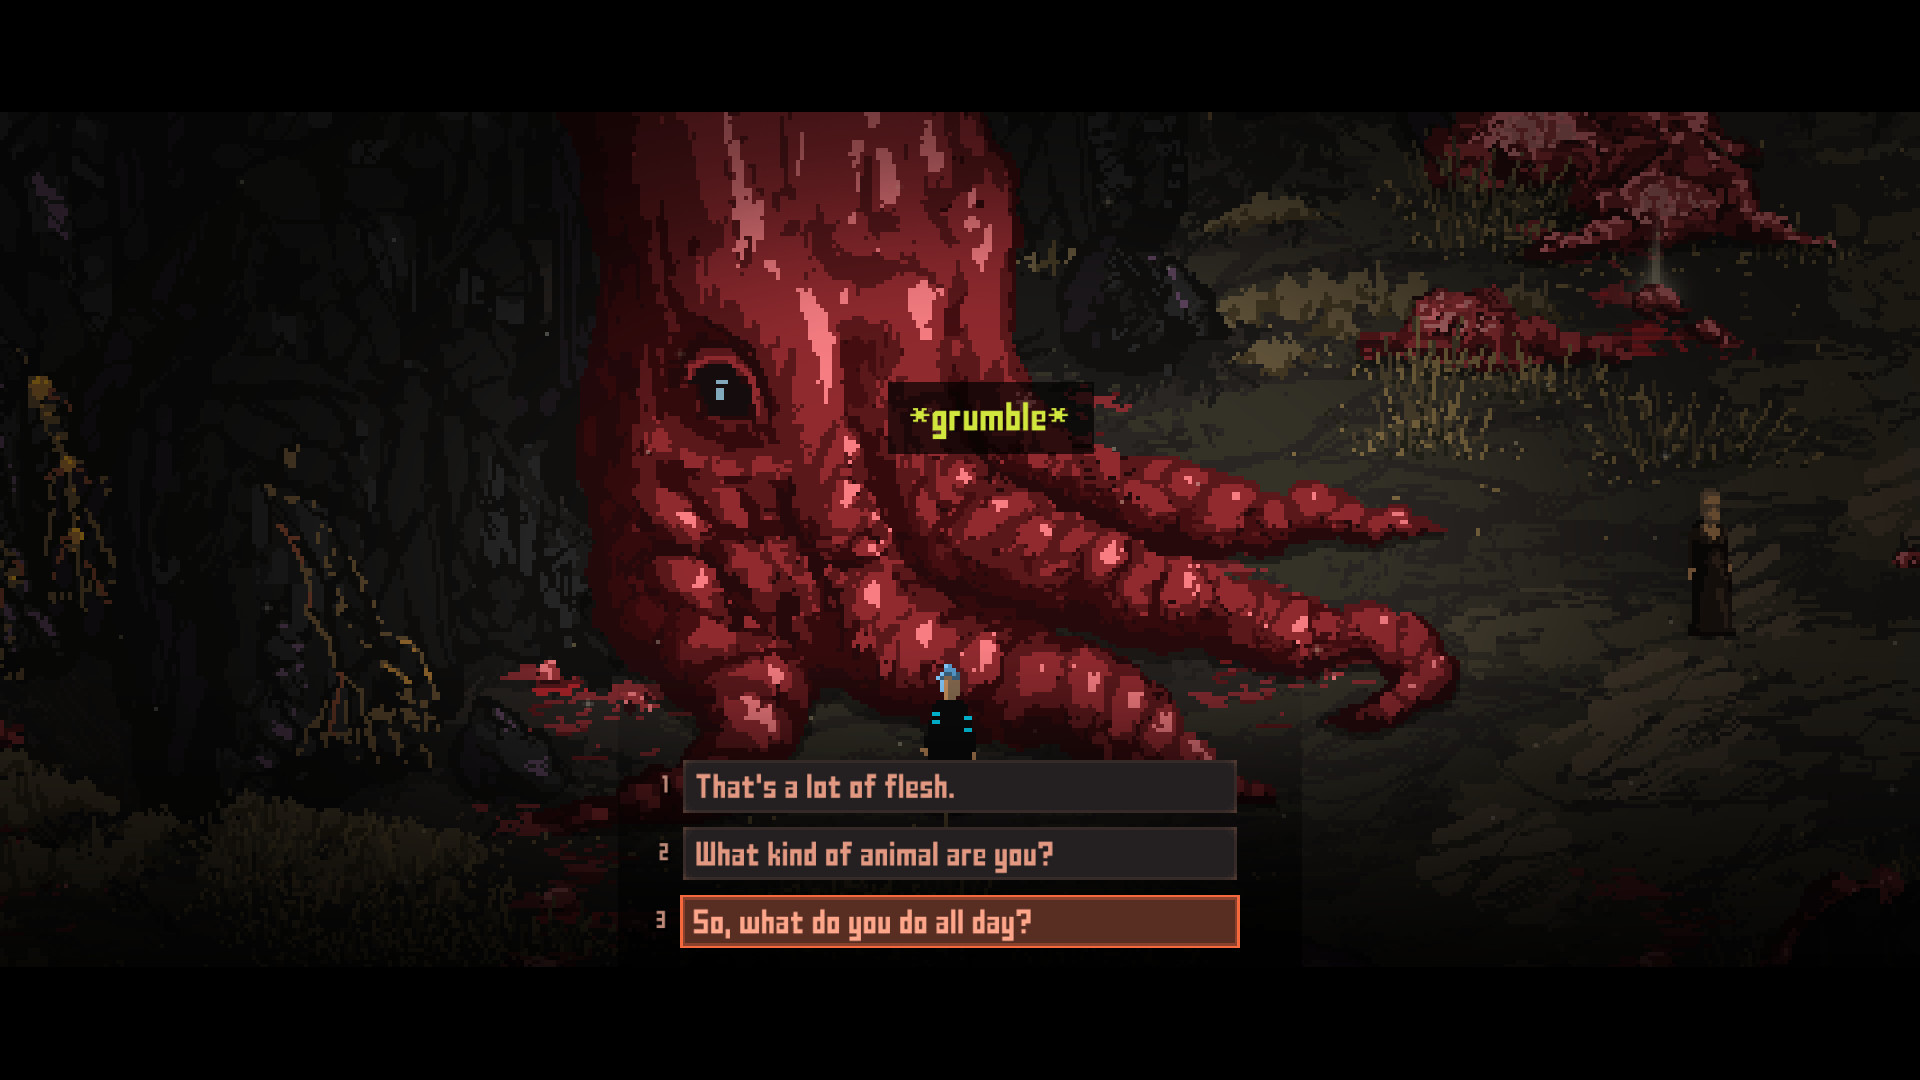 *grumble*
1 That's a lot of flesh.
2 What kind of animal are you?
3 So, what do you do all day?